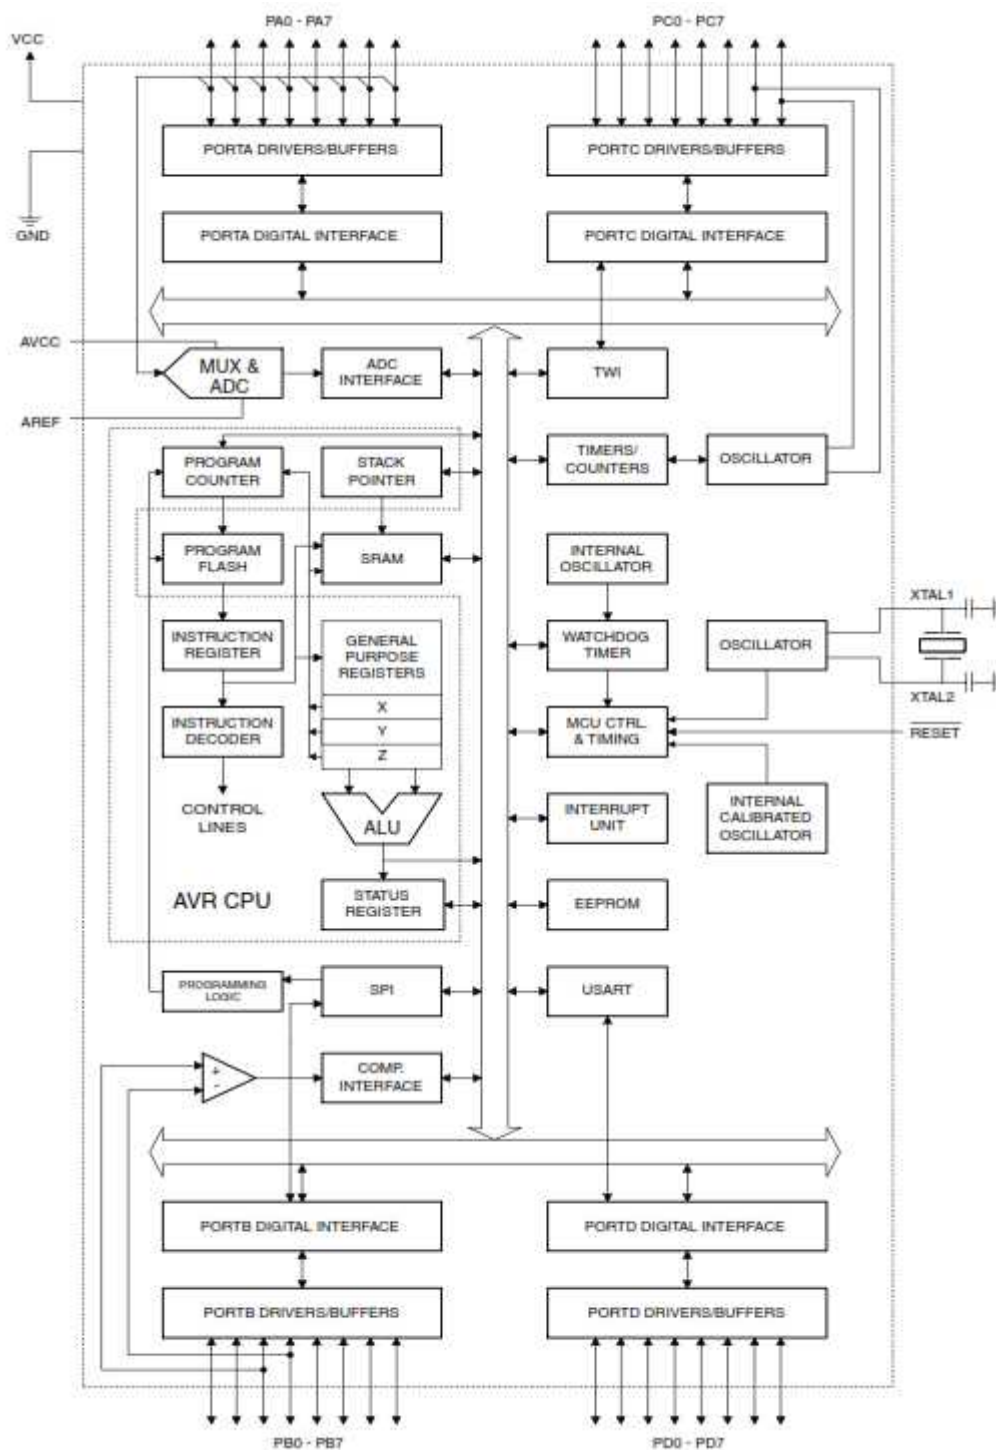 PA0 - PA7
PC0 - PC7
VCC
PORTA DRIVERS/BUFFERS
PORTC DRIVERS/BUFFERS
GND
PORTA DIGITAL INTERFACE
PORTC DIGITAL INTERFACE
AVCC
MUX &
ADC
ADC
INTERFACE
TWI
AREF
PROGRAM
COUNTER
STACK
POINTER
TIMERS/
COUNTERS
OSCILLATOR
PROGRAM
FLASH
SRAM
INTERNAL
OSCILLATOR
XTAL1
INSTRUCTION
REGISTER
GENERAL
PURPOSE
REGISTERS
WATCHDOG
TIMER
OSCILLATOR
XTAL2
X
INSTRUCTION
DECODER
Y
MCU CTRL.
& TIMING
RESET
Z
CONTROL
LINES
ALU
INTERRUPT
UNIT
INTERNAL
CALIBRATED
OSCILLATOR
AVR CPU
STATUS
REGISTER
EEPROM
PROGRAMMING
LOGIC
SPI
USART
+
-
COMP.
INTERFACE
PORTB DIGITAL INTERFACE
PORTD DIGITAL INTERFACE
PORTB DRIVERS/BUFFERS
PORTD DRIVERS/BUFFERS
PB0 - PB7
PD0 - PD7